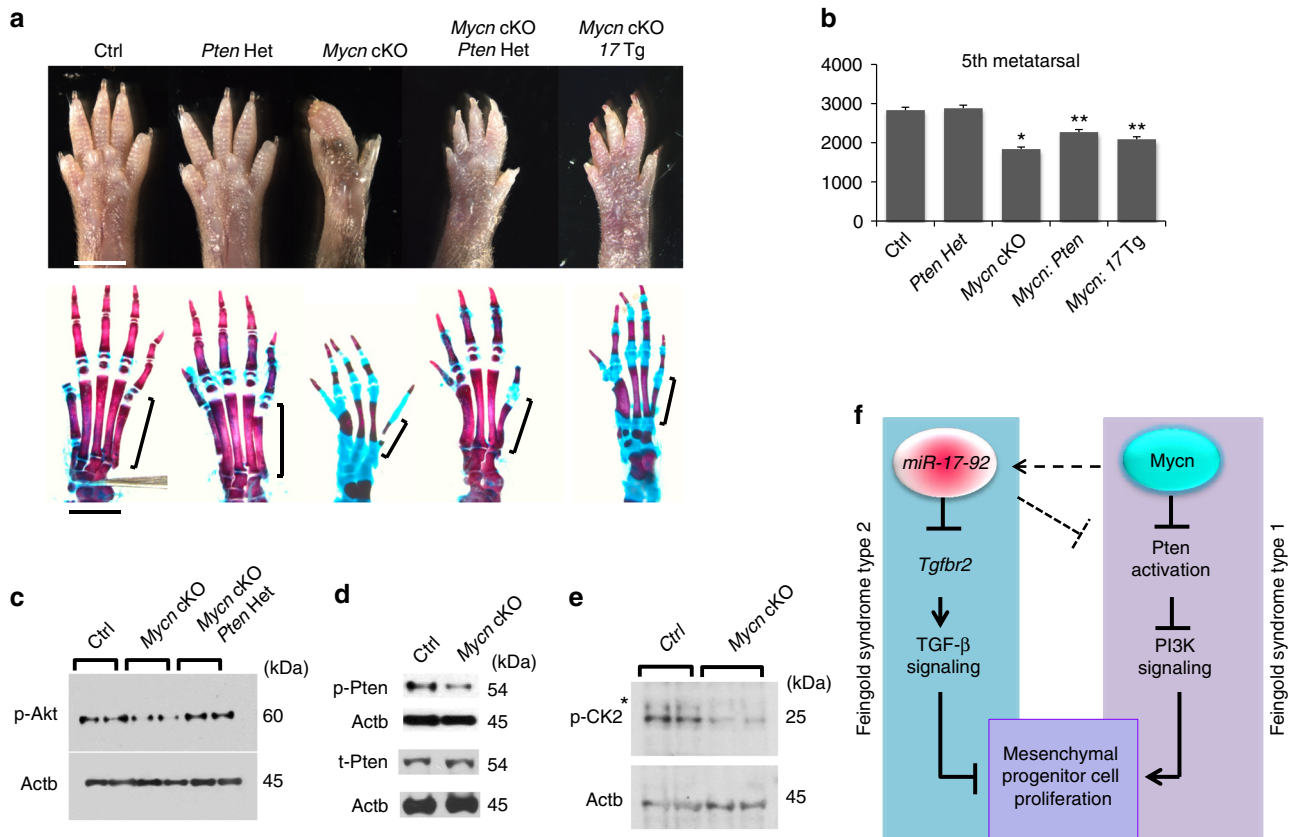 a
Ctrl
Pten Het
Mycn cKO
Mycn cKO
Pten Het
Mycn cKO
17 Tg
b
5th metatarsal
4000
3000
2000
1000
0
*
**
**
Ctrl
Pten Het
Mycn cKO
Mycn: Pten
Mycn: 17 Tg
c
Ctrl
Mycn cKO
Mycn cKO
Pten Het
(kDa)
p-Akt
60
Actb
45
d
Ctrl
Mycn cKO
(kDa)
p-Pten
54
Actb
45
t-Pten
54
Actb
45
e
Ctrl
Mycn cKO
(kDa)
*
p-CK2
25
Actb
45
f
Feingold syndrome type 2
miR-17-92
Tgfbr2
TGF-β
signaling
Mycn
Pten
activation
PI3K
signaling
Mesenchymal
progenitor cell
proliferation
Feingold syndrome type 1